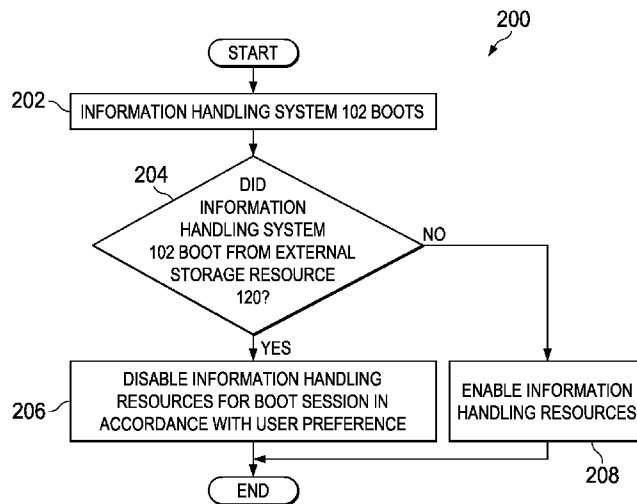 200
START
202
INFORMATION HANDLING SYSTEM 102 BOOTS
204
DID
INFORMATION
HANDLING SYSTEM
102 BOOT FROM EXTERNAL
STORAGE RESOURCE
120?
NO
YES
206
DISABLE INFORMATION HANDLING
RESOURCES FOR BOOT SESSION IN
ACCORDANCE WITH USER PREFERENCE
ENABLE INFORMATION
HANDLING RESOURCES
208
END